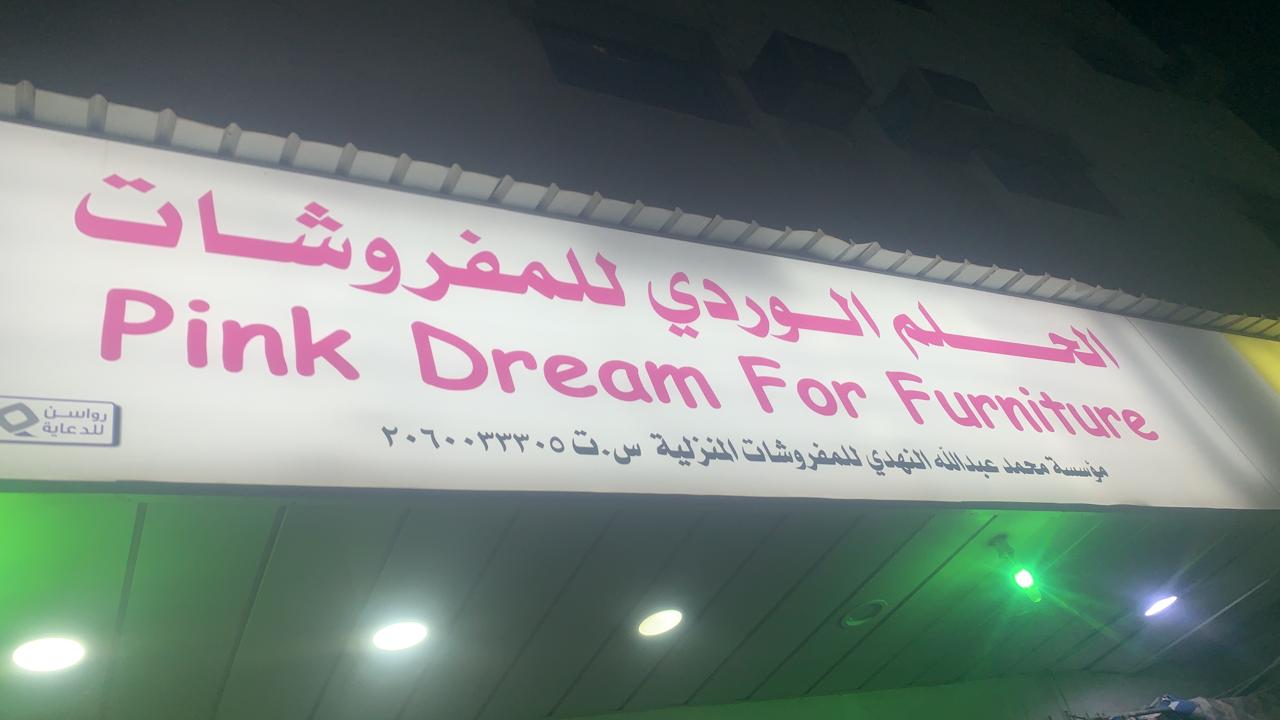 الحلم الوردي للمفروشات
Pink Dream For Furniture
مؤسسة محمد عبدالله النهدي للمفروشات المنزلية س.ت ٢٠٦٠٠٣٣٣٠٥
رواسن
للدعاية